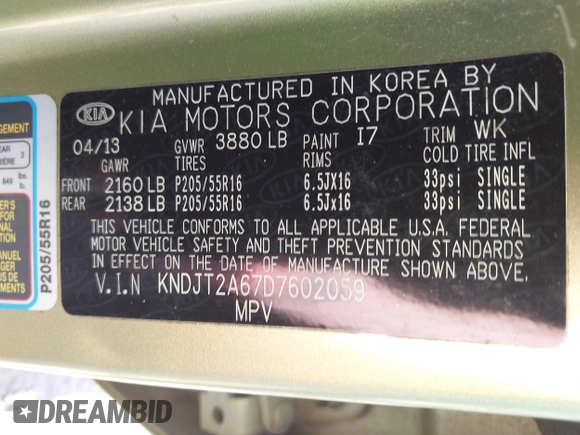 MANUFACTURED IN KOREA BY
KIA KIA MOTORS CORPORATION
04/13 GVWR 3880 LB PAINT I7 TRIM WK
GAWR TIRES RIMS COLD TIRE INFL
FRONT 2160 LB P205/55R16 6.5JX16 33psi SINGLE
REAR 2138 LB P205/55R16 6.5Jx16 33psi SINGLE
THIS VEHICLE CONFORMS TO ALL APPLICABLE U.S.A. FEDERAL
MOTOR VEHICLE SAFETY AND THEFT PREVENTION STANDARDS
IN EFFECT ON THE DATE OF MANUFACTURE SHOWN ABOVE.
V.I.N KNDJT2A67D7602059
MPV
P205/55R16
DREAMBID